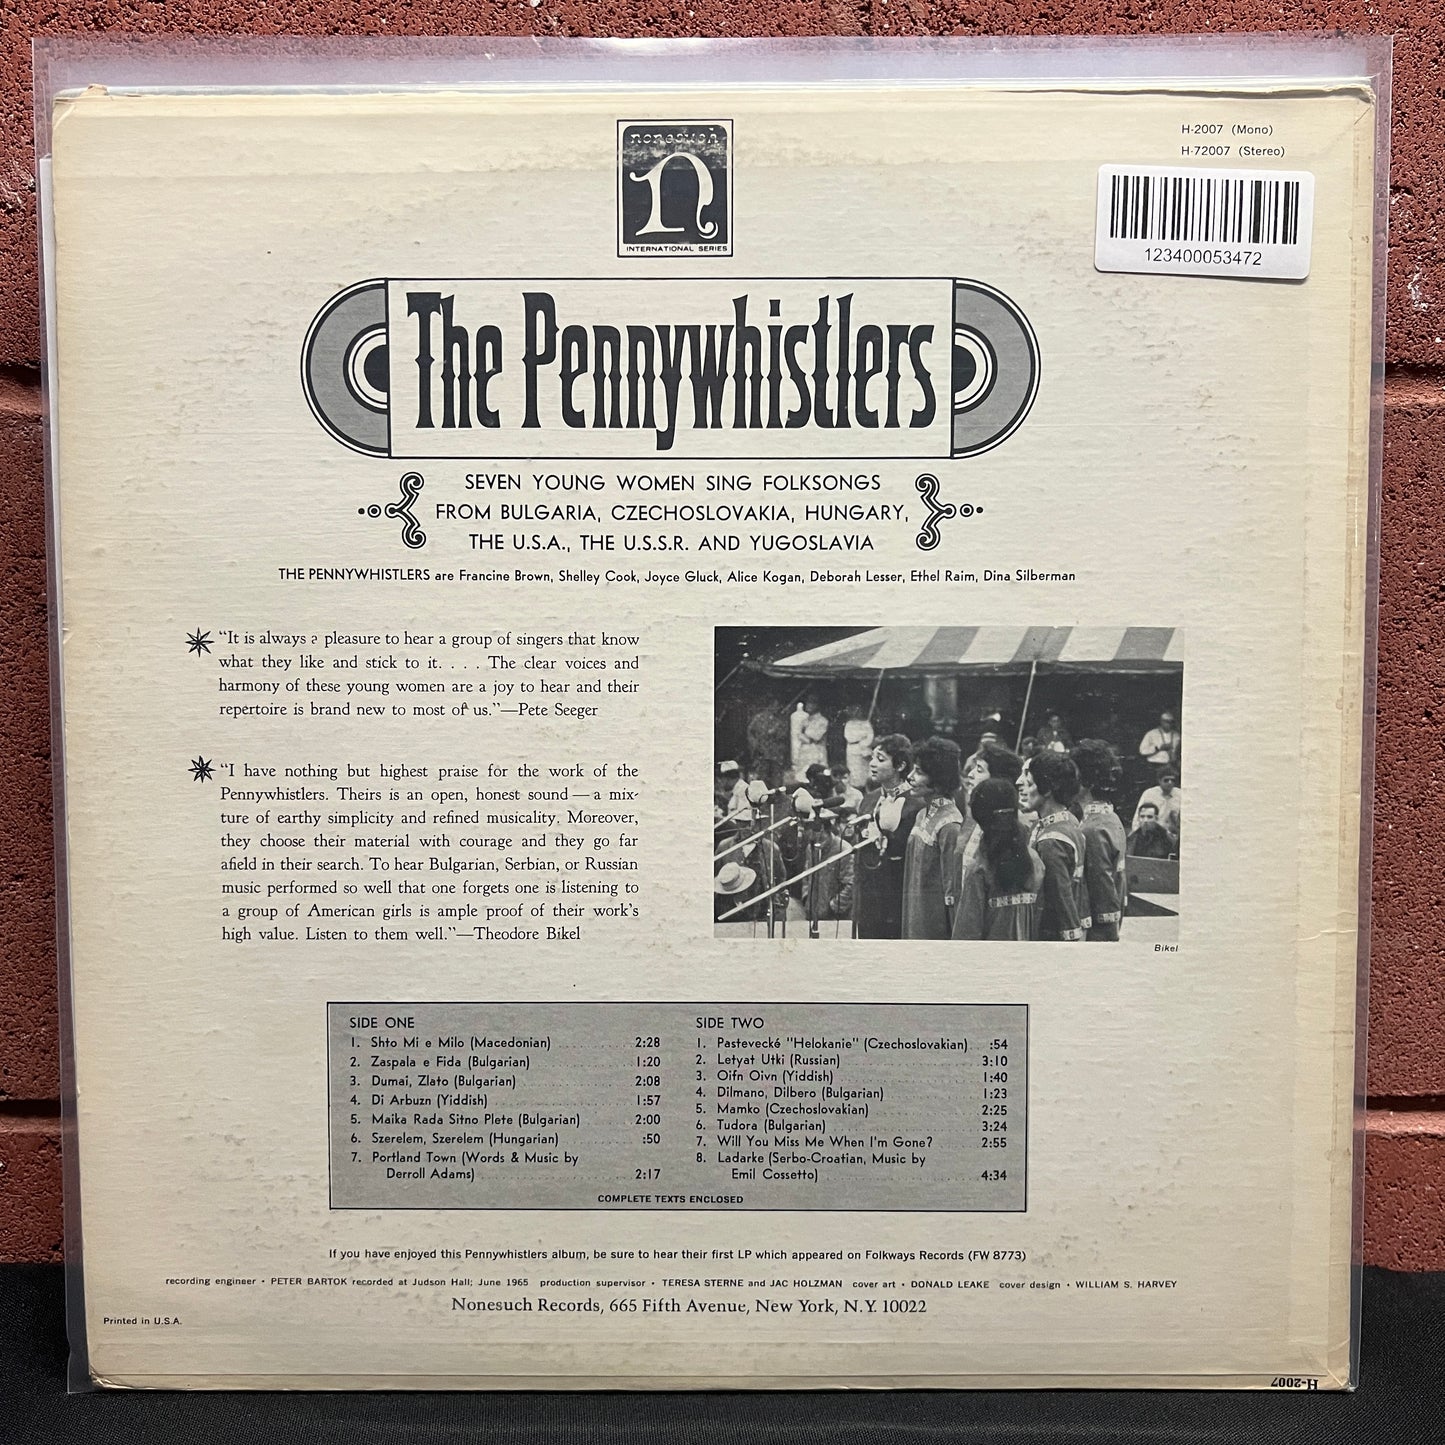 H-2007 (Mono)
H-72007 (Stereo)
123400053472
nonesuch
n
INTERNATIONAL SERIES
The Pennywhistlers
SEVEN YOUNG WOMEN SING FOLKSONGS
FROM BULGARIA, CZECHOSLOVAKIA, HUNGARY,
THE U.S.A., THE U.S.S.R. AND YUGOSLAVIA
THE PENNYWHISTLERS are Francine Brown, Shelley Cook, Joyce Gluck, Alice Kogan, Deborah Lesser, Ethel Raim, Dina Silberman
"It is always a pleasure to hear a group of singers that know
what they like and stick to it. . . . The clear voices and
harmony of these young women are a joy to hear and their
repertoire is brand new to most of us."—Pete Seeger
"I have nothing but highest praise for the work of the
Pennywhistlers. Theirs is an open, honest sound — a mix-
ture of earthy simplicity and refined musicality. Moreover,
they choose their material with courage and they go far
afield in their search. To hear Bulgarian, Serbian, or Russian
music performed so well that one forgets one is listening to
a group of American girls is ample proof of their work's
high value. Listen to them well."—Theodore Bikel
Bikel
SIDE ONE
1. Shto Mi e Milo (Macedonian) 2:28
2. Zaspala e Fida (Bulgarian) 1:20
3. Dumai, Zlato (Bulgarian) 2:08
4. Di Arbuzn (Yiddish) 1:57
5. Maika Rada Sitno Plete (Bulgarian) 2:00
6. Szerelem, Szerelem (Hungarian) :50
7. Portland Town (Words & Music by
Derroll Adams) 2:17
SIDE TWO
1. Pastevecké "Helokanie" (Czechoslovakian) :54
2. Letyat Utki (Russian) 3:10
3. Oifn Oivn (Yiddish) 1:40
4. Dilmano, Dilbero (Bulgarian) 1:23
5. Mamko (Czechoslovakian) 2:25
6. Tudora (Bulgarian) 3:24
7. Will You Miss Me When I'm Gone? 2:55
8. Ladarke (Serbo-Croatian, Music by
Emil Cossetto) 4:34
COMPLETE TEXTS ENCLOSED
If you have enjoyed this Pennywhistlers album, be sure to hear their first LP which appeared on Folkways Records (FW 8773)
recording engineer • PETER BARTOK recorded at Judson Hall; June 1965 production supervisor • TERESA STERNE and JAC HOLZMAN cover art • DONALD LEAKE cover design • WILLIAM S. HARVEY
Nonesuch Records, 665 Fifth Avenue, New York, N.Y. 10022
Printed in U.S.A.
H-2007